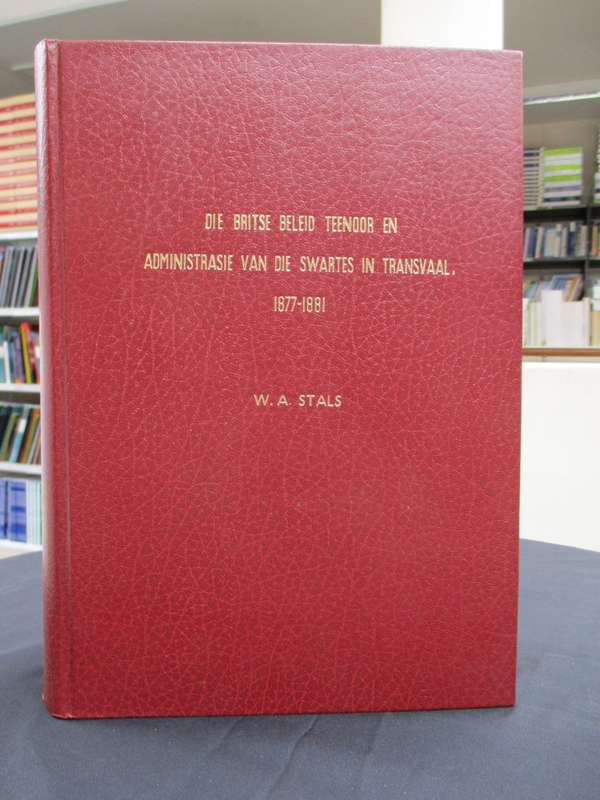 DIE BRITSE BELEID TEENOOR EN
ADMINISTRASIE VAN DIE SWARTES IN TRANSVAAL.
1877-1881
W. A. STALS